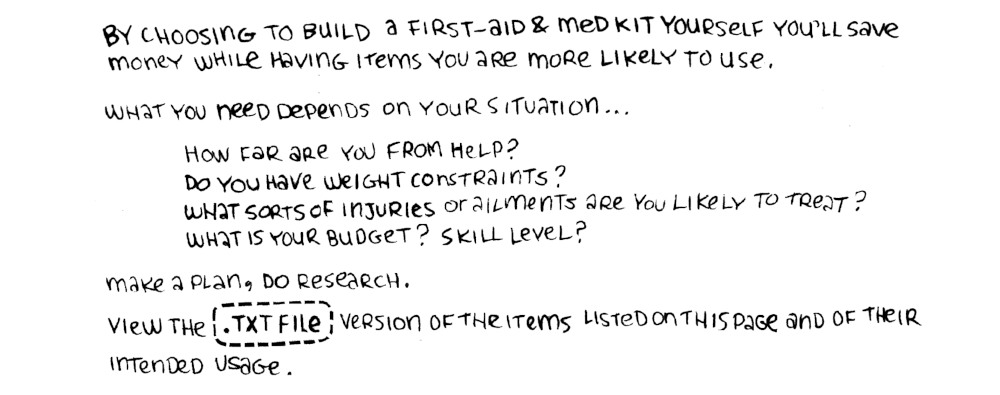 BY CHOOSING TO BUILD a FIRST-aID & meD KIT YOURSELF YOU'LL save
money WHILE HAVING ITEMS YOU aRe more LIKELY TO use.
WHaT YOU neeD DePenDS on YOUR SITUATION...
HOW FaR aRe YOU FROM HeLP?
DO YOU Have WEIGHT CONSTRAINTS?
WHAT SORTS OF INJURIES or aILmenTS aRe YOU LIKELY TO TReaT?
WHAT IS YOUR BUDGET? SKILL Level?
make a PLan, DO ReseaRCH.
VIeW THe .TXT FILe VERSION OF THE ITEMS LISTED ON THIS Page anD OF THEIR
INTenDeD Usage.